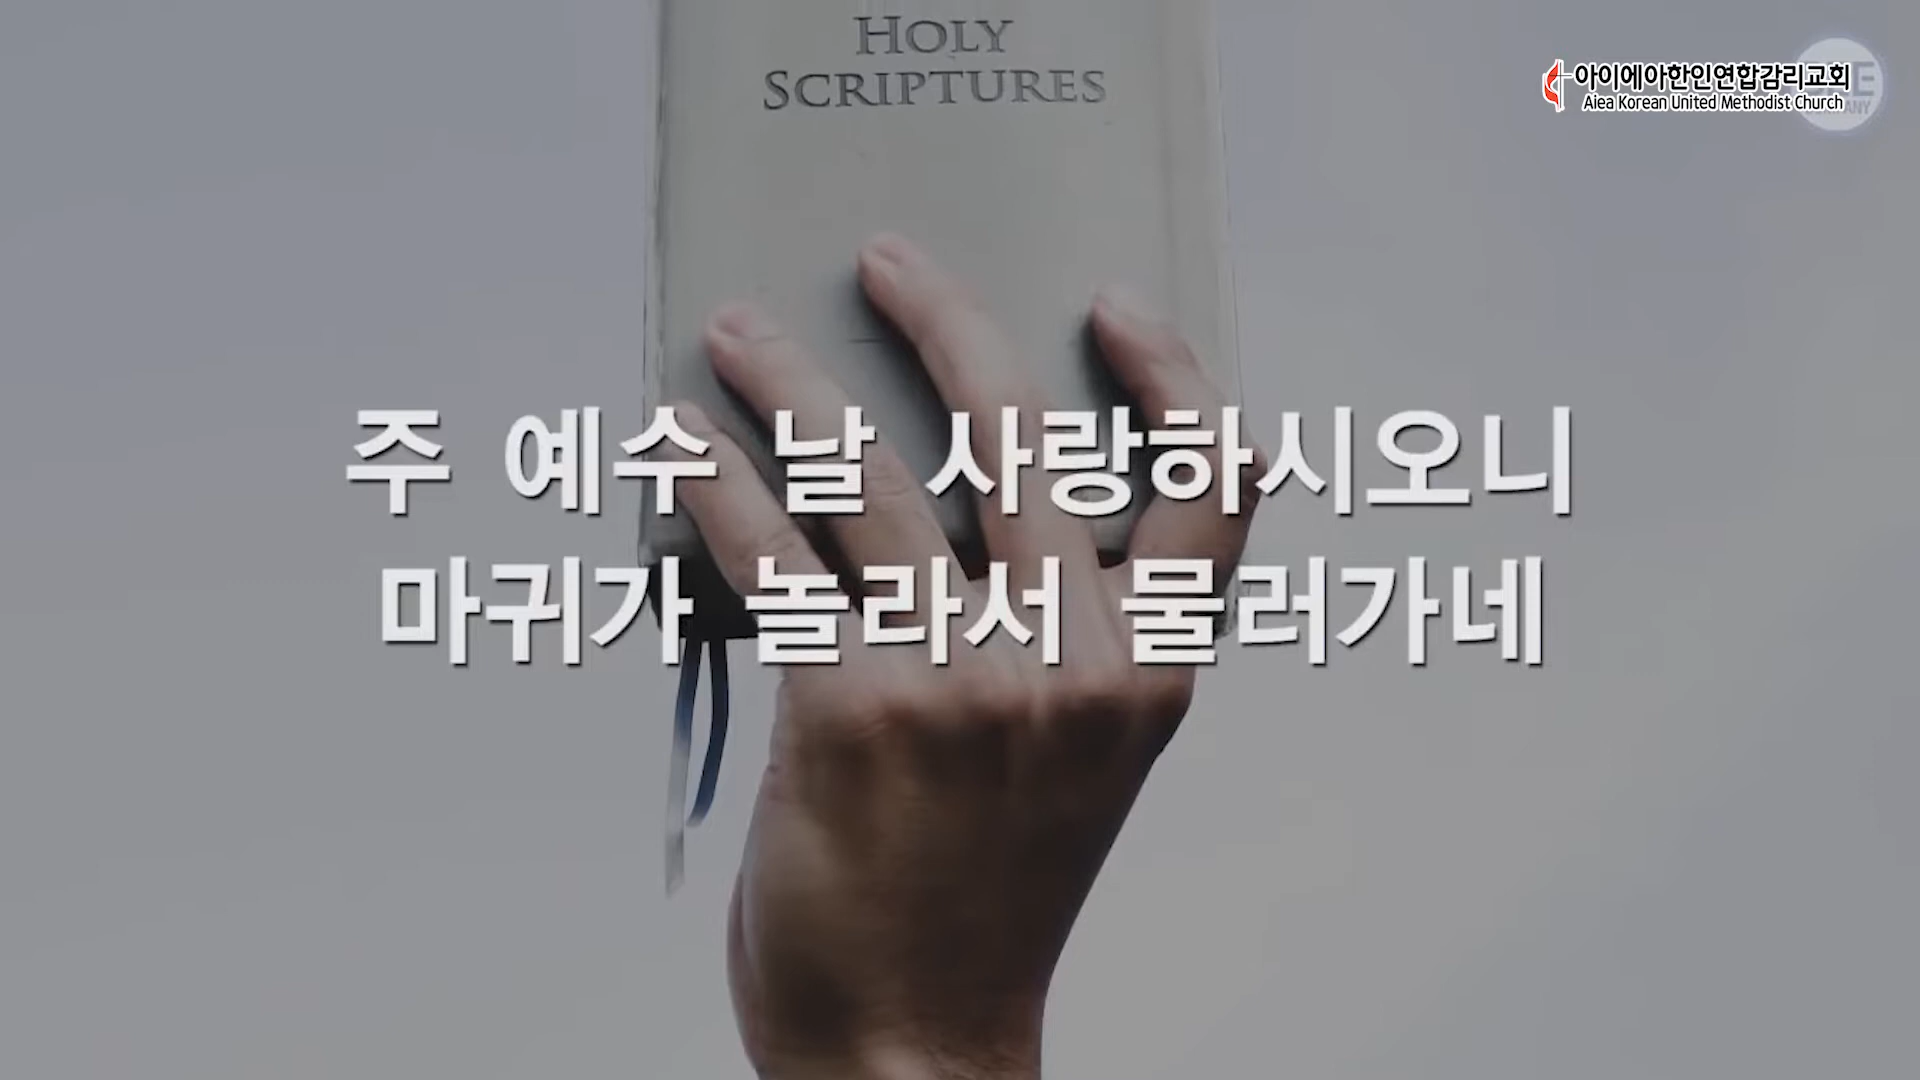 HOLY
SCRIPTURES
아이에아한인연합감리교회
Aiea Korean United Methodist Church
주 예수 날 사랑하시오니
마귀가 놀라서 물러가네